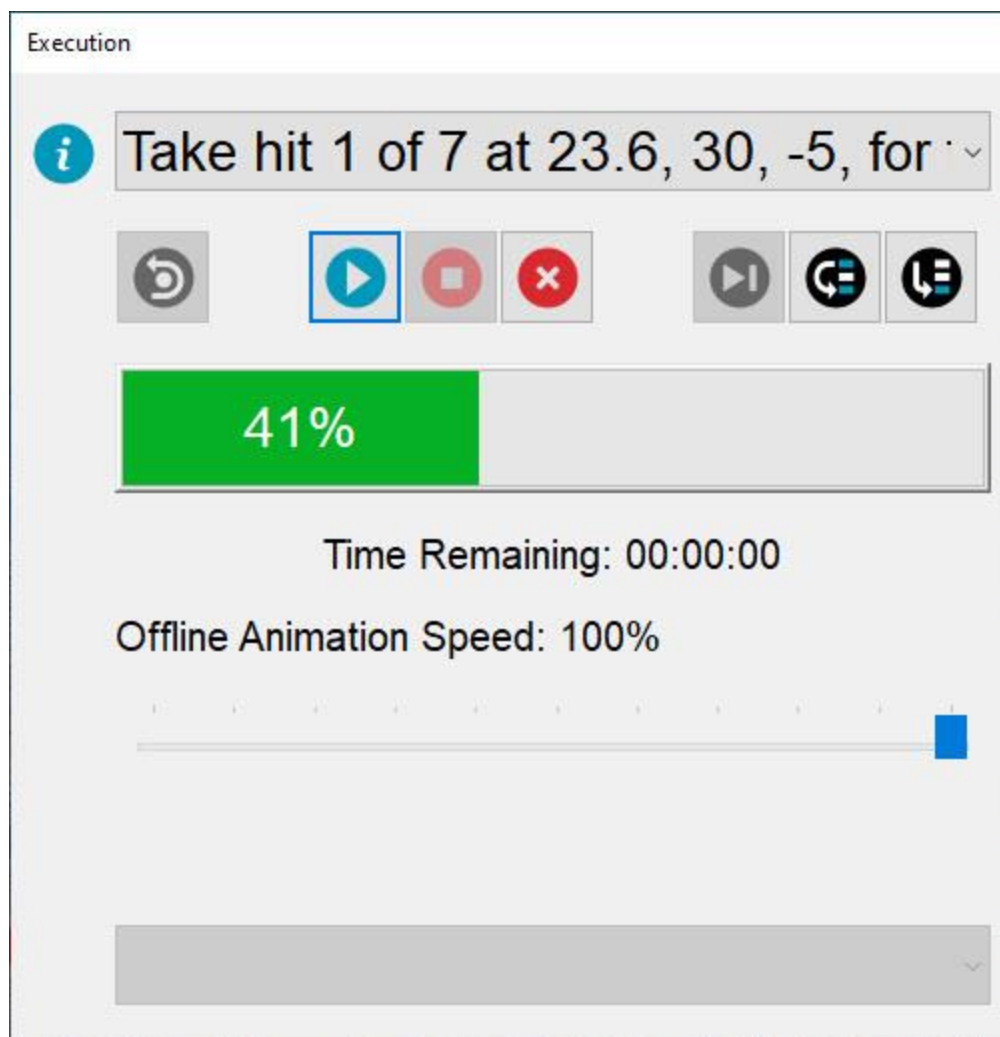 Execution
Take hit 1 of 7 at 23.6, 30, -5, for
41%
Time Remaining: 00:00:00
Offline Animation Speed: 100%